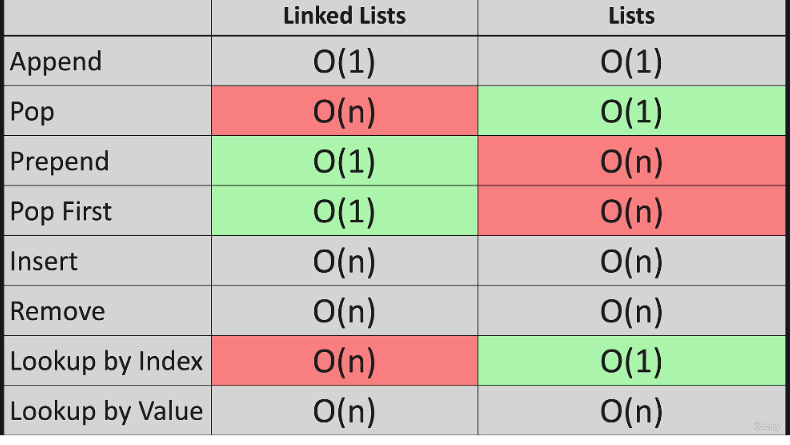 Linked Lists Lists
Append O(1) O(1)
Pop O(n) O(1)
Prepend O(1) O(n)
Pop First O(1) O(n)
Insert O(n) O(n)
Remove O(n) O(n)
Lookup by Index O(n) O(1)
Lookup by Value O(n) O(n)